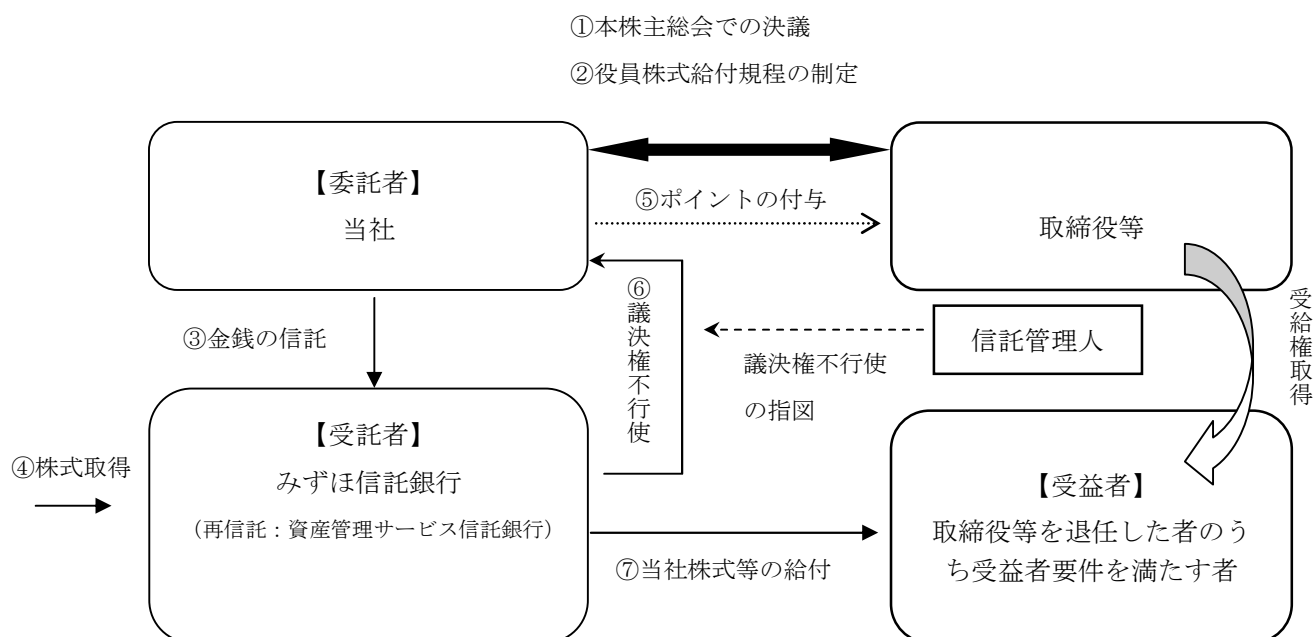 ①本株主総会での決議
②役員株式給付規程の制定
【委託者】
当社
⑤ポイントの付与
取締役等
③金銭の信託
⑥議決権不行使
議決権不行使
の指図
信託管理人
受給権取得
④株式取得
【受託者】
みずほ信託銀行
（再信託：資産管理サービス信託銀行）
⑦当社株式等の給付
【受益者】
取締役等を退任した者のう
ち受益者要件を満たす者